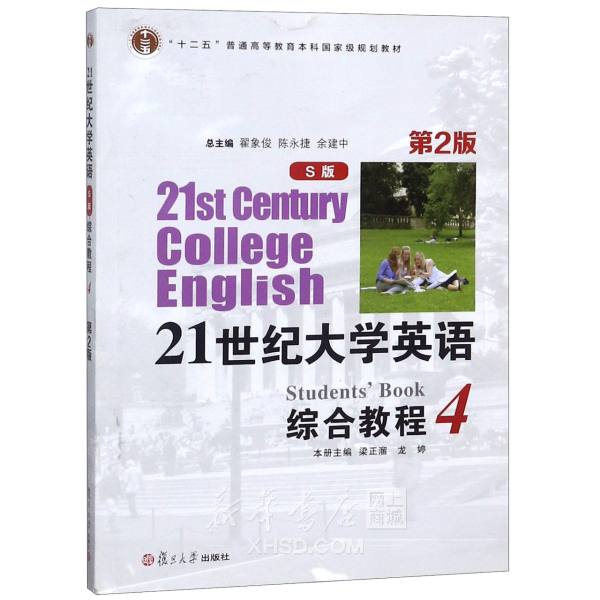 “十二五”普通高等教育本科国家级规划教材
总主编 翟象俊 陈永捷 余建中
第2版
S 版
21st Century
College
English
21世纪大学英语
Students' Book
综合教程 4
本册主编 梁正溜 龙 婷
新华书店
网上
商城
XHSD.COM
复旦大学出版社
21世纪大学英语 S版 综合教程 4 第2版